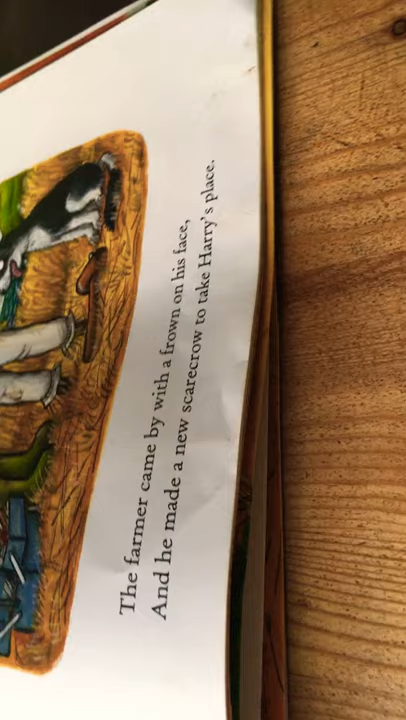 The farmer came by with a frown on his face,
And he made a new scarecrow to take Harry's place.